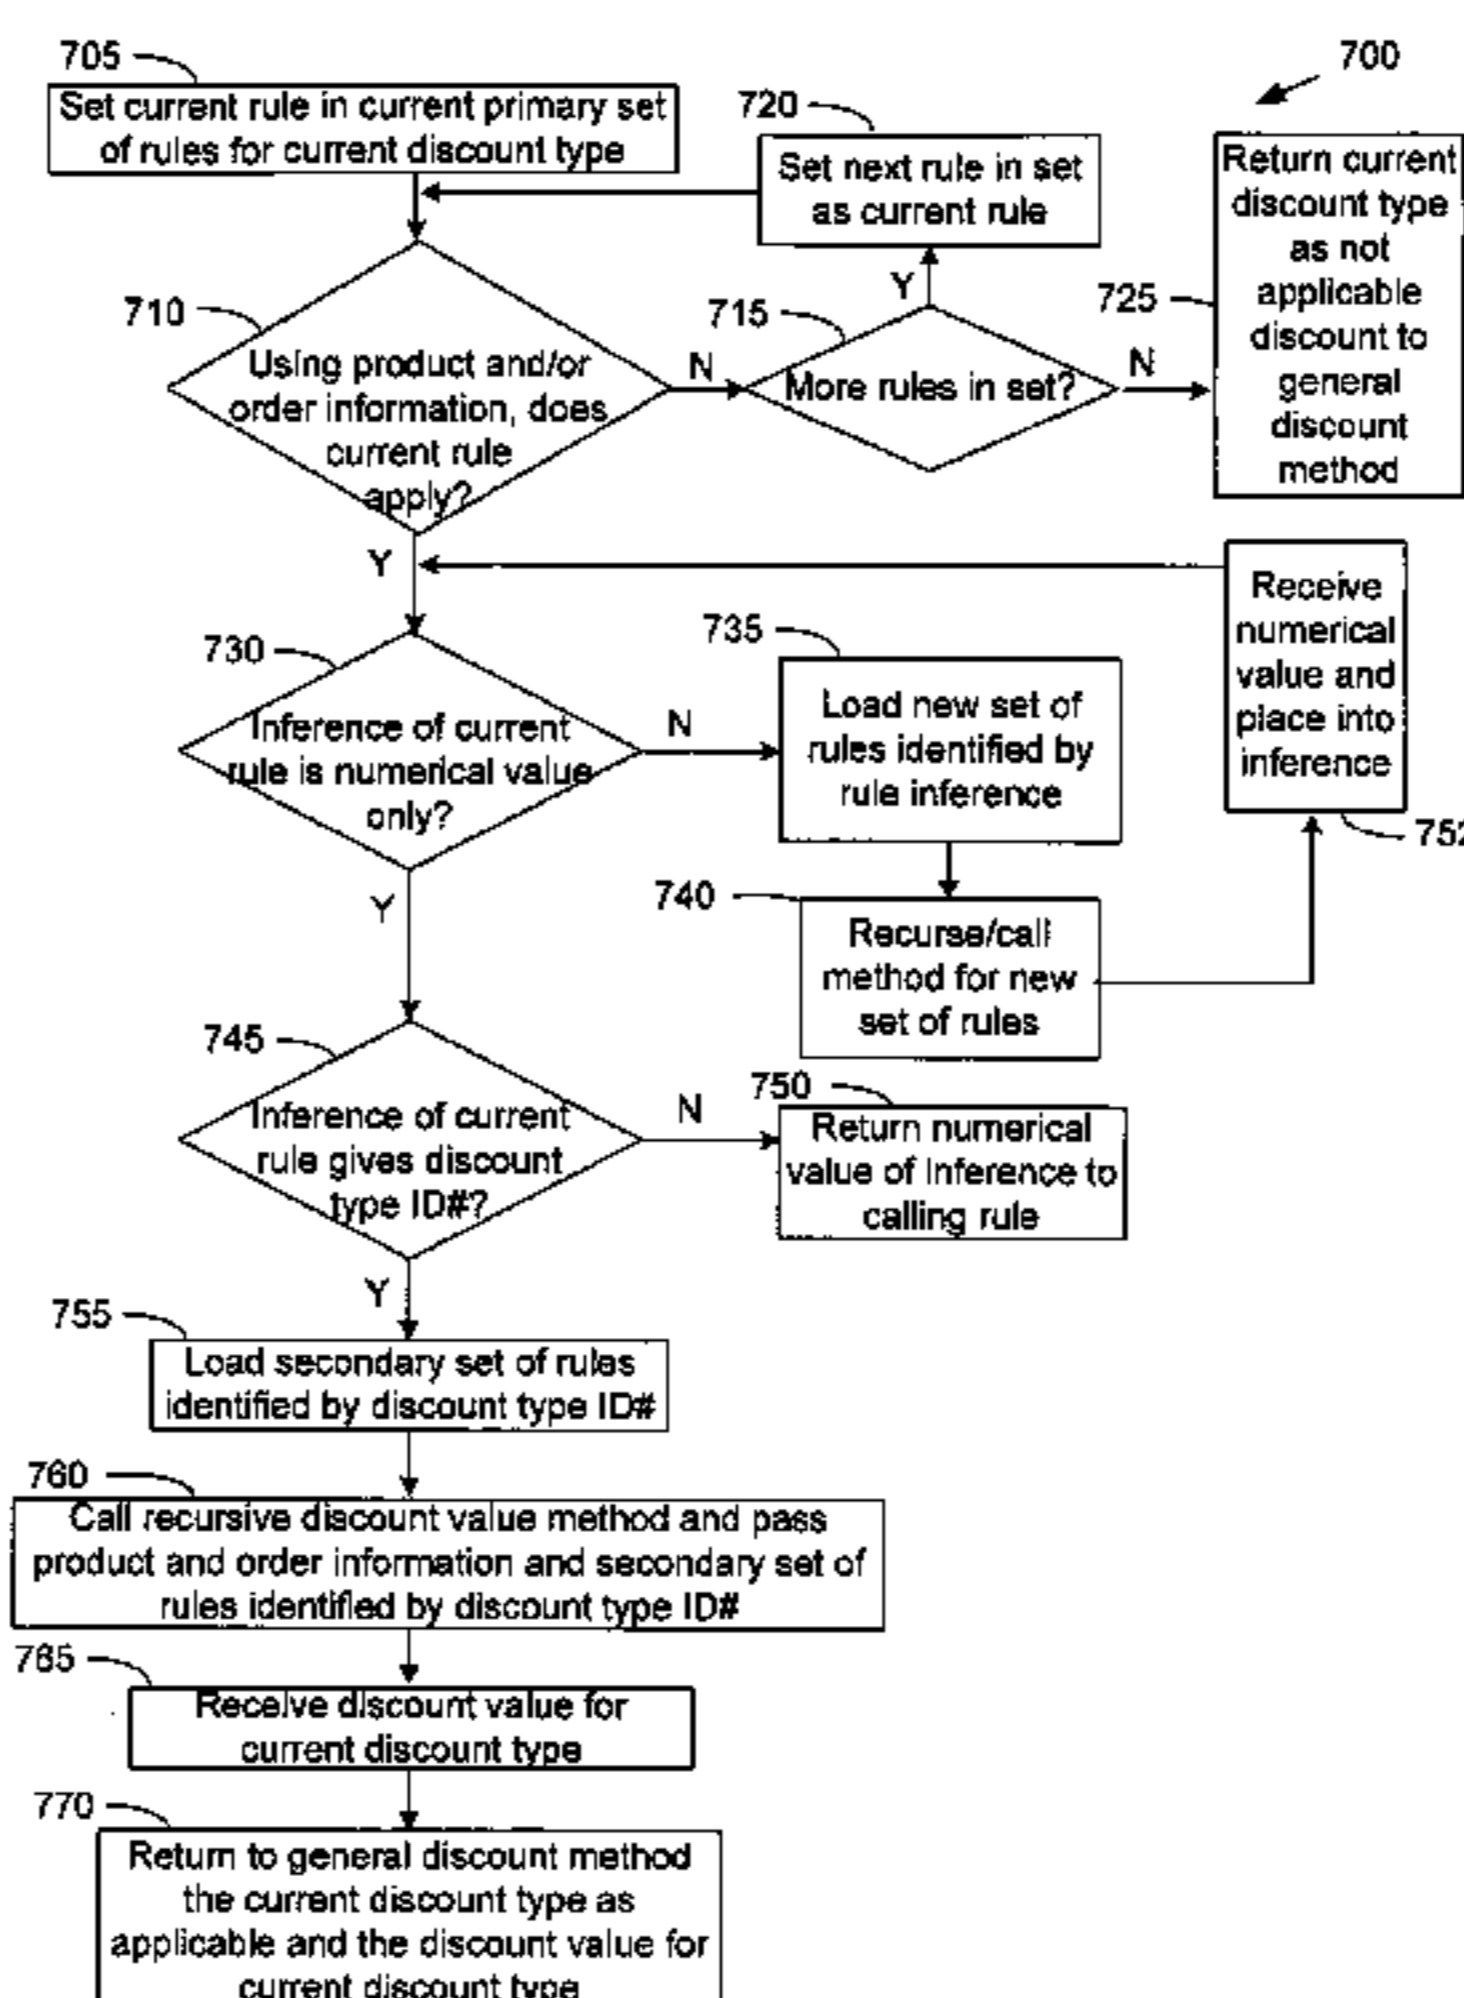 705
Set current rule in current primary set
of rules for current discount type
700
720
Set next rule in set
as current rule
Return current
discount type
as not
applicable
discount to
general
discount
method
725
710
Using product and/or
order information, does
current rule
apply?
N
715
More rules in set?
Y
N
Y
Receive
numerical
value and
place into
inference
752
730
Inference of current
rule is numerical value
only?
N
735
Load new set of
rules identified by
rule inference
Y
740
Recurse/call
method for new
set of rules
745
Inference of current
rule gives discount
type ID#?
N
750
Return numerical
value of Inference to
calling rule
Y
755
Load secondary set of rules
identified by discount type ID#
760
Call recursive discount value method and pass
product and order information and secondary set of
rules identified by discount type ID#
765
Receive discount value for
current discount type
770
Return to general discount method
the current discount type as
applicable and the discount value for
current discount type